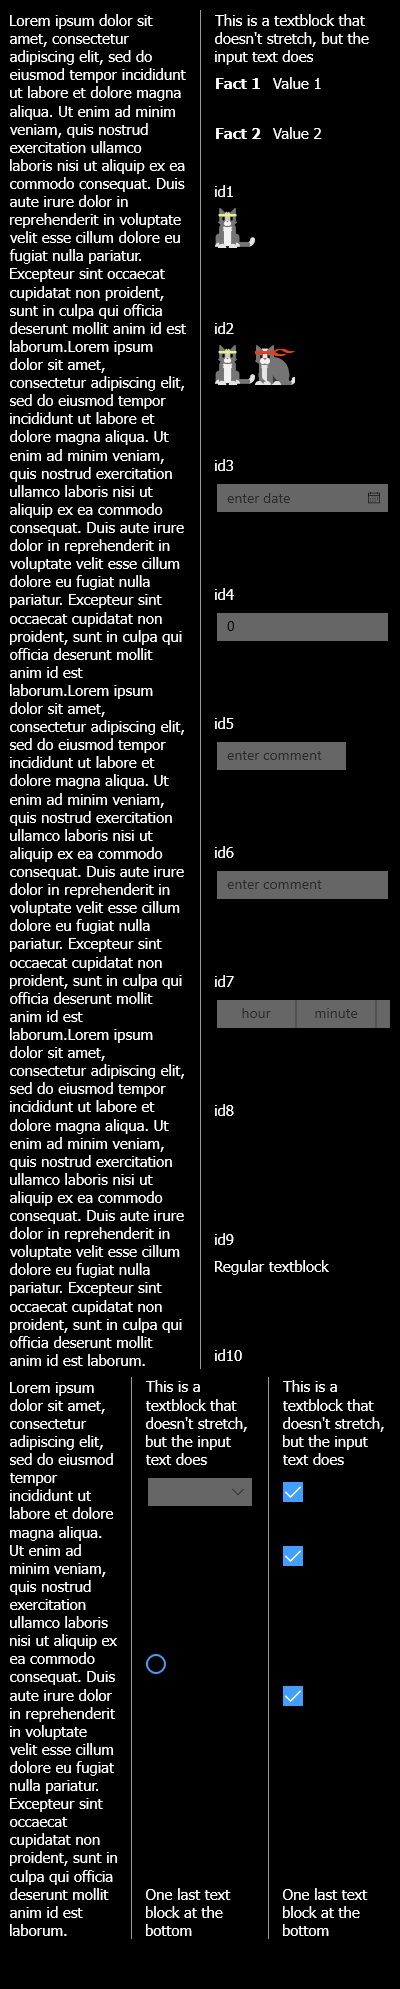 Lorem ipsum dolor sit
amet, consectetur
adipiscing elit, sed do
eiusmod tempor incididunt
ut labore et dolore magna
aliqua. Ut enim ad minim
veniam, quis nostrud
exercitation ullamco
laboris nisi ut aliquip ex ea
commodo consequat. Duis
aute irure dolor in
reprehenderit in voluptate
velit esse cillum dolore eu
fugiat nulla pariatur.
Excepteur sint occaecat
cupidatat non proident,
sunt in culpa qui officia
deserunt mollit anim id est
laborum.Lorem ipsum
dolor sit amet,
consectetur adipiscing elit,
sed do eiusmod tempor
incididunt ut labore et
dolore magna aliqua. Ut
enim ad minim veniam,
quis nostrud exercitation
ullamco laboris nisi ut
aliquip ex ea commodo
consequat. Duis aute irure
dolor in reprehenderit in
voluptate velit esse cillum
dolore eu fugiat nulla
pariatur. Excepteur sint
occaecat cupidatat non
proident, sunt in culpa qui
officia deserunt mollit
anim id est
laborum.Lorem ipsum
dolor sit amet,
consectetur adipiscing elit,
sed do eiusmod tempor
incididunt ut labore et
dolore magna aliqua. Ut
enim ad minim veniam,
quis nostrud exercitation
ullamco laboris nisi ut
aliquip ex ea commodo
consequat. Duis aute irure
dolor in reprehenderit in
voluptate velit esse cillum
dolore eu fugiat nulla
pariatur. Excepteur sint
occaecat cupidatat non
proident, sunt in culpa qui
officia deserunt mollit
anim id est
laborum.Lorem ipsum
dolor sit amet,
consectetur adipiscing elit,
sed do eiusmod tempor
incididunt ut labore et
dolore magna aliqua. Ut
enim ad minim veniam,
quis nostrud exercitation
ullamco laboris nisi ut
aliquip ex ea commodo
consequat. Duis aute irure
dolor in reprehenderit in
voluptate velit esse cillum
dolore eu fugiat nulla
pariatur. Excepteur sint
occaecat cupidatat non
proident, sunt in culpa qui
officia deserunt mollit
anim id est laborum.
This is a textblock that
doesn't stretch, but the
input text does
Fact 1 Value 1
Fact 2 Value 2
id1
id2
id3
enter date
id4
0
id5
enter comment
id6
enter comment
id7
hour minute
id8
id9
Regular textblock
id10
Lorem ipsum
dolor sit amet,
consectetur
adipiscing elit,
sed do eiusmod
tempor
incididunt ut
labore et dolore
magna aliqua.
Ut enim ad
minim veniam,
quis nostrud
exercitation
ullamco laboris
nisi ut aliquip ex
ea commodo
consequat. Duis
aute irure dolor
in reprehenderit
in voluptate
velit esse cillum
dolore eu fugiat
nulla pariatur.
Excepteur sint
occaecat
cupidatat non
proident, sunt in
culpa qui officia
deserunt mollit
anim id est
laborum.
This is a
textblock that
doesn't stretch,
but the input
text does
One last text
block at the
bottom
This is a
textblock that
doesn't stretch,
but the input
text does
One last text
block at the
bottom